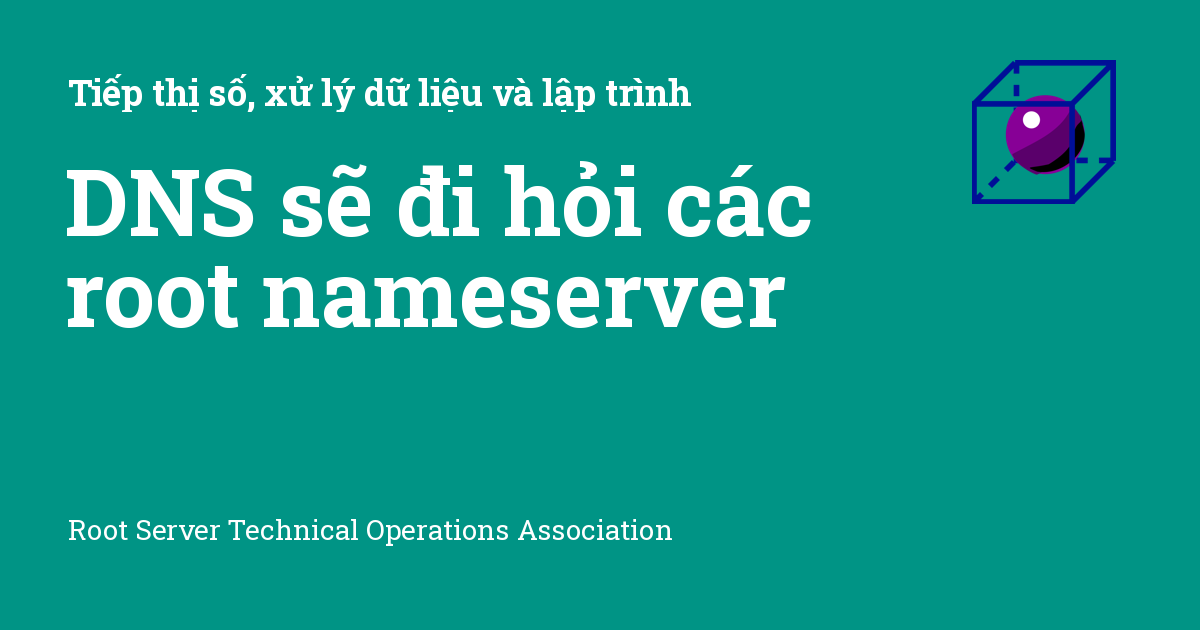 Tiếp thị số, xử lý dữ liệu và lập trình
DNS sẽ đi hỏi các
root nameserver
Root Server Technical Operations Association